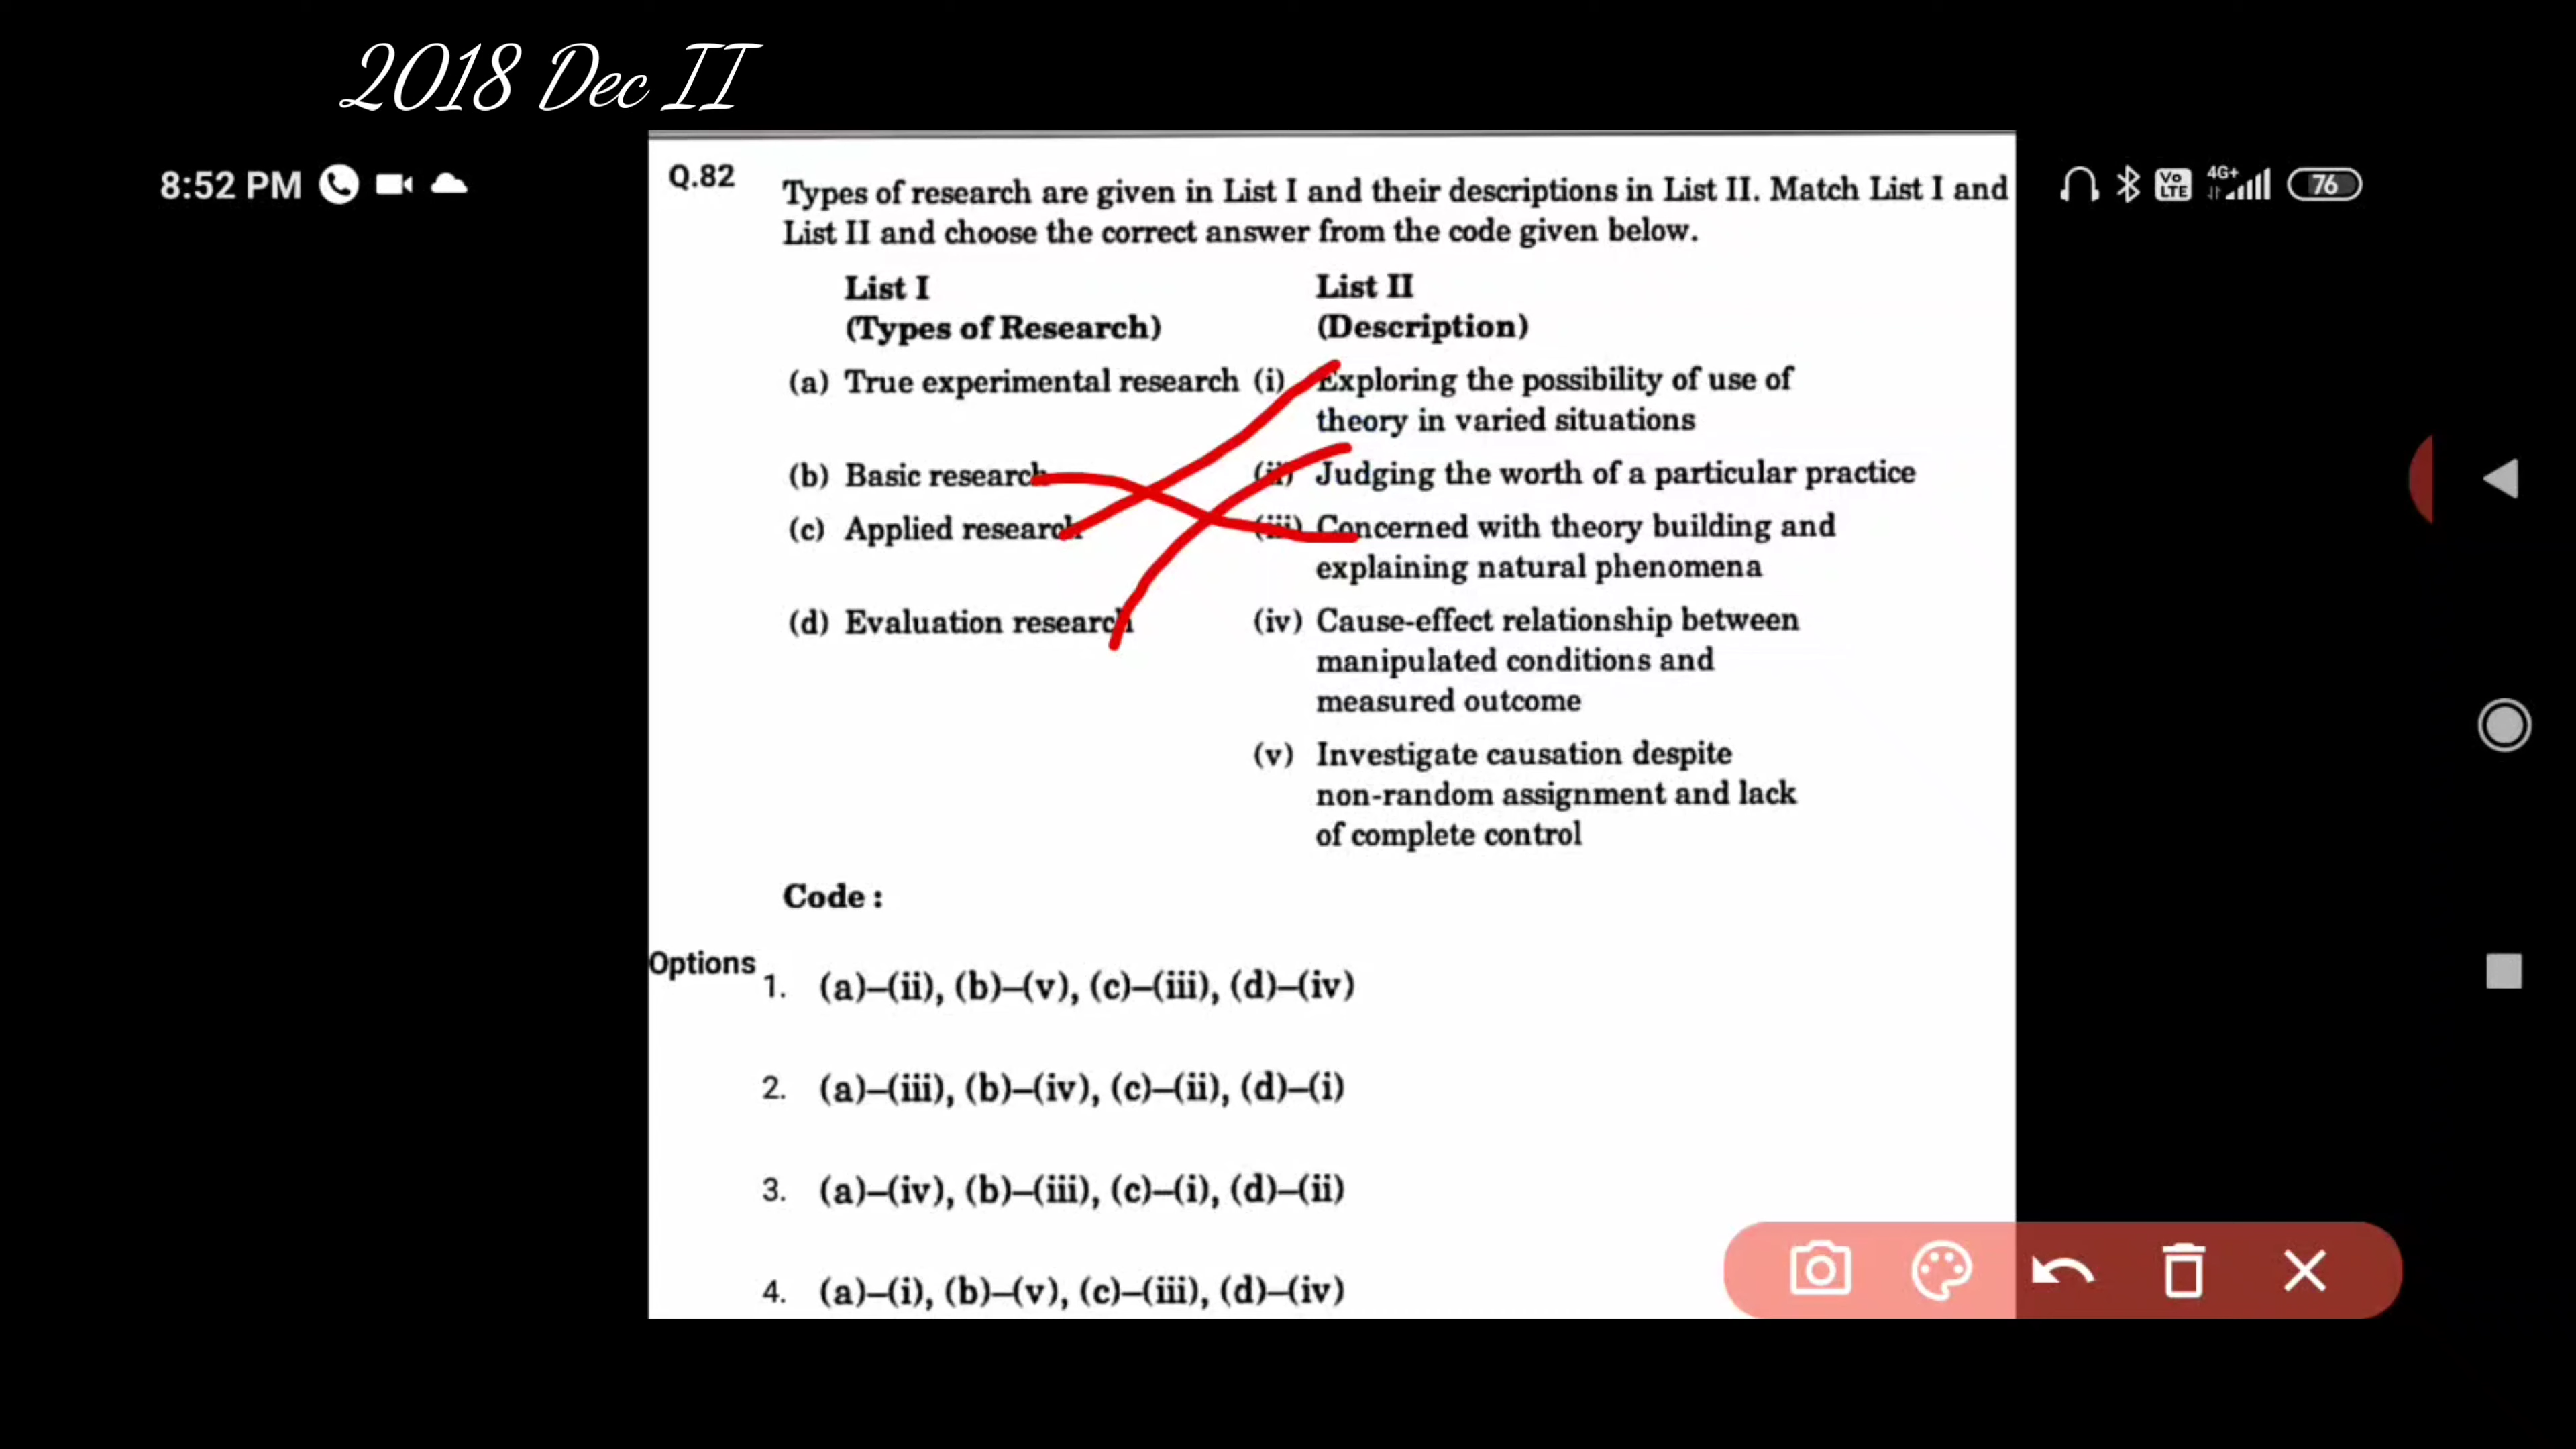 2018 Dec II
8:52 PM
4G+
Vo
LTE
76
Q.82
Types of research are given in List I and their descriptions in List II. Match List I and
List II and choose the correct answer from the code given below.
List I
List II
(Types of Research)
(Description)
(a) True experimental research (i) Exploring the possibility of use of
theory in varied situations
(b) Basic research (ii) Judging the worth of a particular practice
(c) Applied research (iii) Concerned with theory building and
explaining natural phenomena
(d) Evaluation research (iv) Cause-effect relationship between
manipulated conditions and
measured outcome
(v) Investigate causation despite
non-random assignment and lack
of complete control
Code :
Options
1. (a)–(ii), (b)–(v), (c)–(iii), (d)–(iv)
2. (a)–(iii), (b)–(iv), (c)–(ii), (d)–(i)
3. (a)–(iv), (b)–(iii), (c)–(i), (d)–(ii)
4. (a)–(i), (b)–(v), (c)–(iii), (d)–(iv)